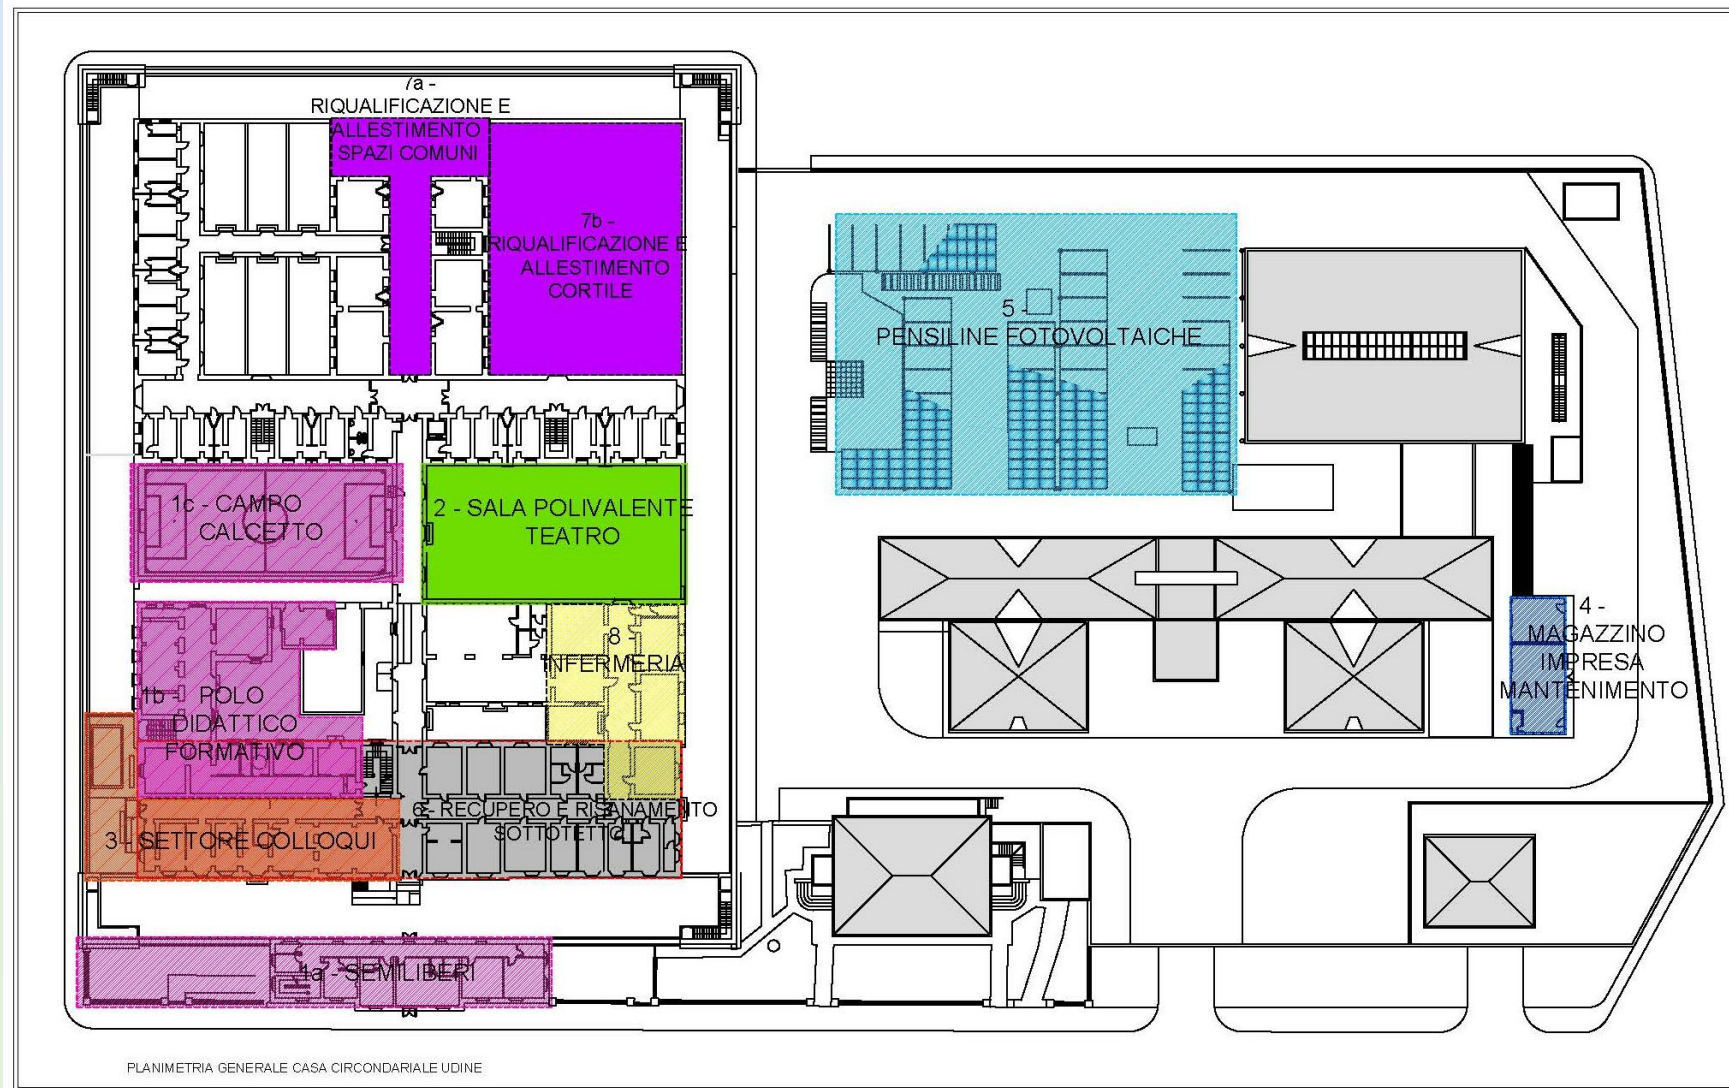 7a -
RIQUALIFICAZIONE E
ALLESTIMENTO
SPAZI COMUNI
7b -
RIQUALIFICAZIONE E
ALLESTIMENTO
CORTILE
5 -
PENSILINE FOTOVOLTAICHE
1c - CAMPO
CALCETTO
2 - SALA POLIVALENTE
TEATRO
8 -
INFERMERIA
4 -
MAGAZZINO
IMPRESA
MANTENIMENTO
1b - POLO
DIDATTICO
FORMATIVO
6 - RECUPERO E RISANAMENTO
SOTTOTETTO
3 - SETTORE COLLOQUI
1a - SEMILIBERI
PLANIMETRIA GENERALE CASA CIRCONDARIALE UDINE